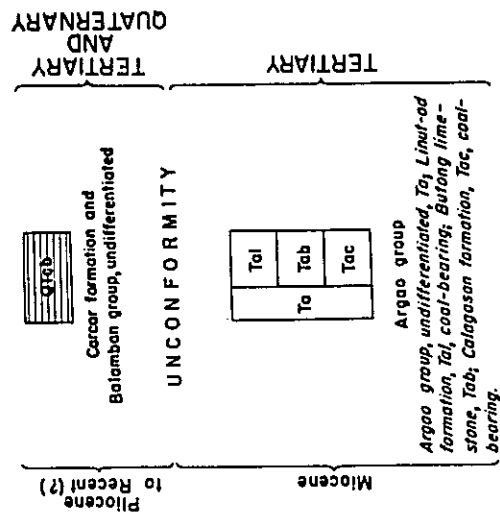 Pliocene
to Recent (?)
QTcb
Carcar formation and
Balamban group, undifferentiated
TERTIARY
AND
QUATERNARY
UNCONFORMITY
Miocene
Ta
Tal
Tab
Tac
TERTIARY
Argao group
Argao group, undifferentiated, Ta; Linut-od
formation, Tal, coal-bearing; Butong lime-
stone, Tab; Calagasan formation, Tac, coal-
bearing.